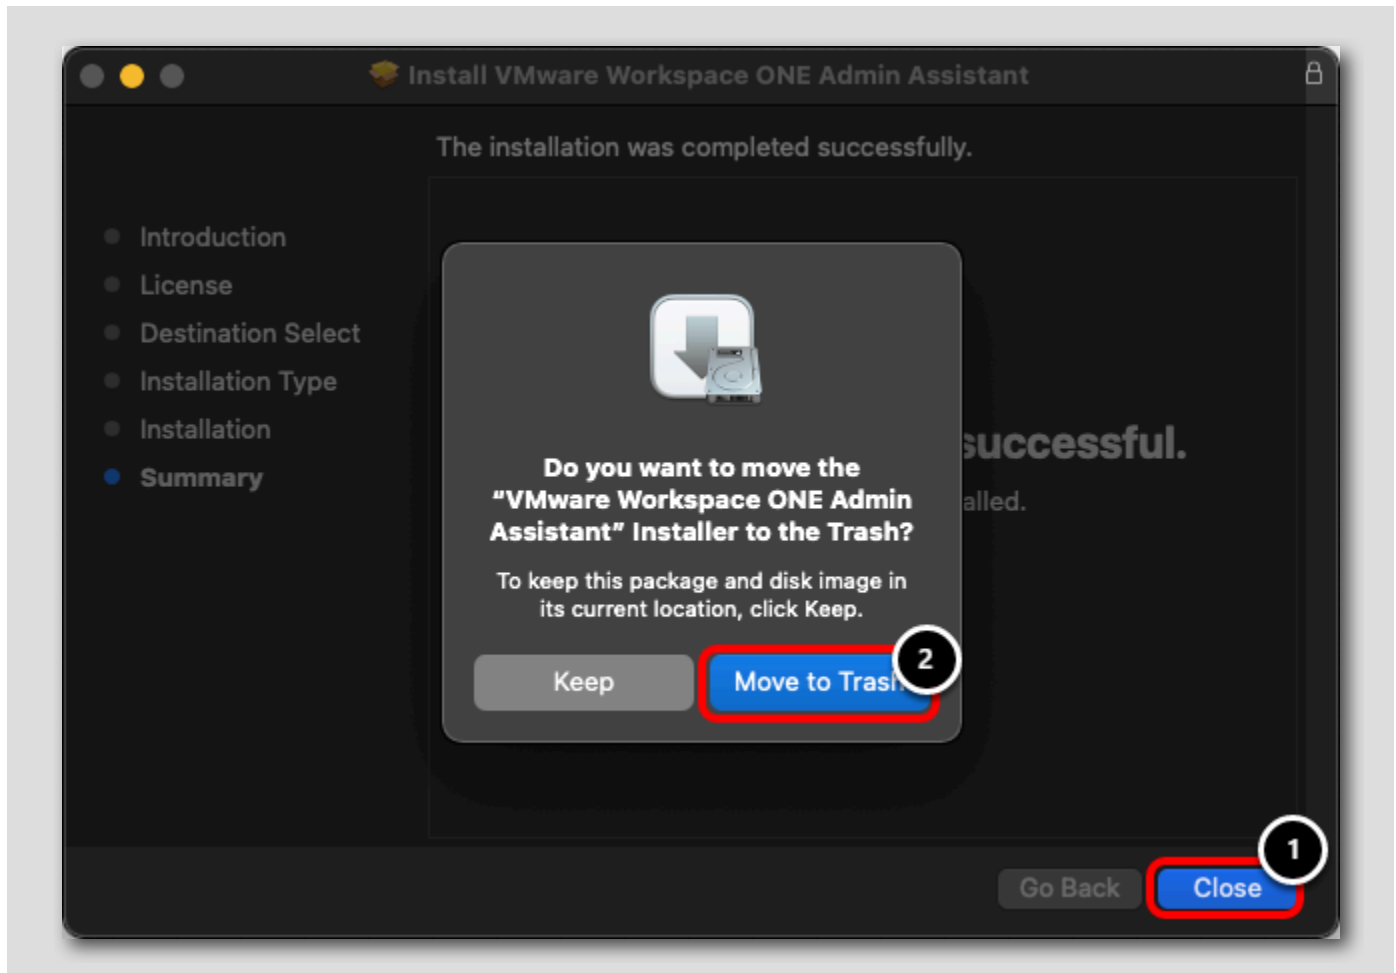 Install VMware Workspace ONE Admin Assistant
The installation was completed successfully.
Introduction
License
Destination Select
Installation Type
Installation
Summary
successful.
alled.
Do you want to move the
“VMware Workspace ONE Admin
Assistant” Installer to the Trash?
To keep this package and disk image in
its current location, click Keep.
Keep
Move to Trash
2
1
Go Back
Close